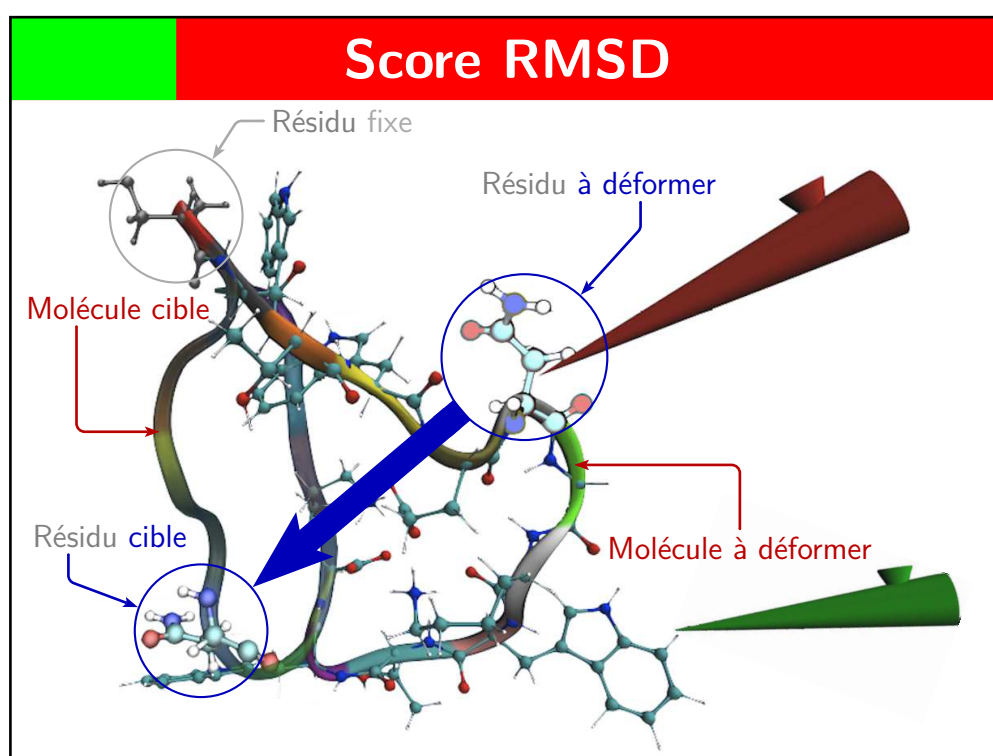 Score RMSD
Résidu fixe
Résidu à déformer
Molécule cible
Résidu cible
Molécule à déformer